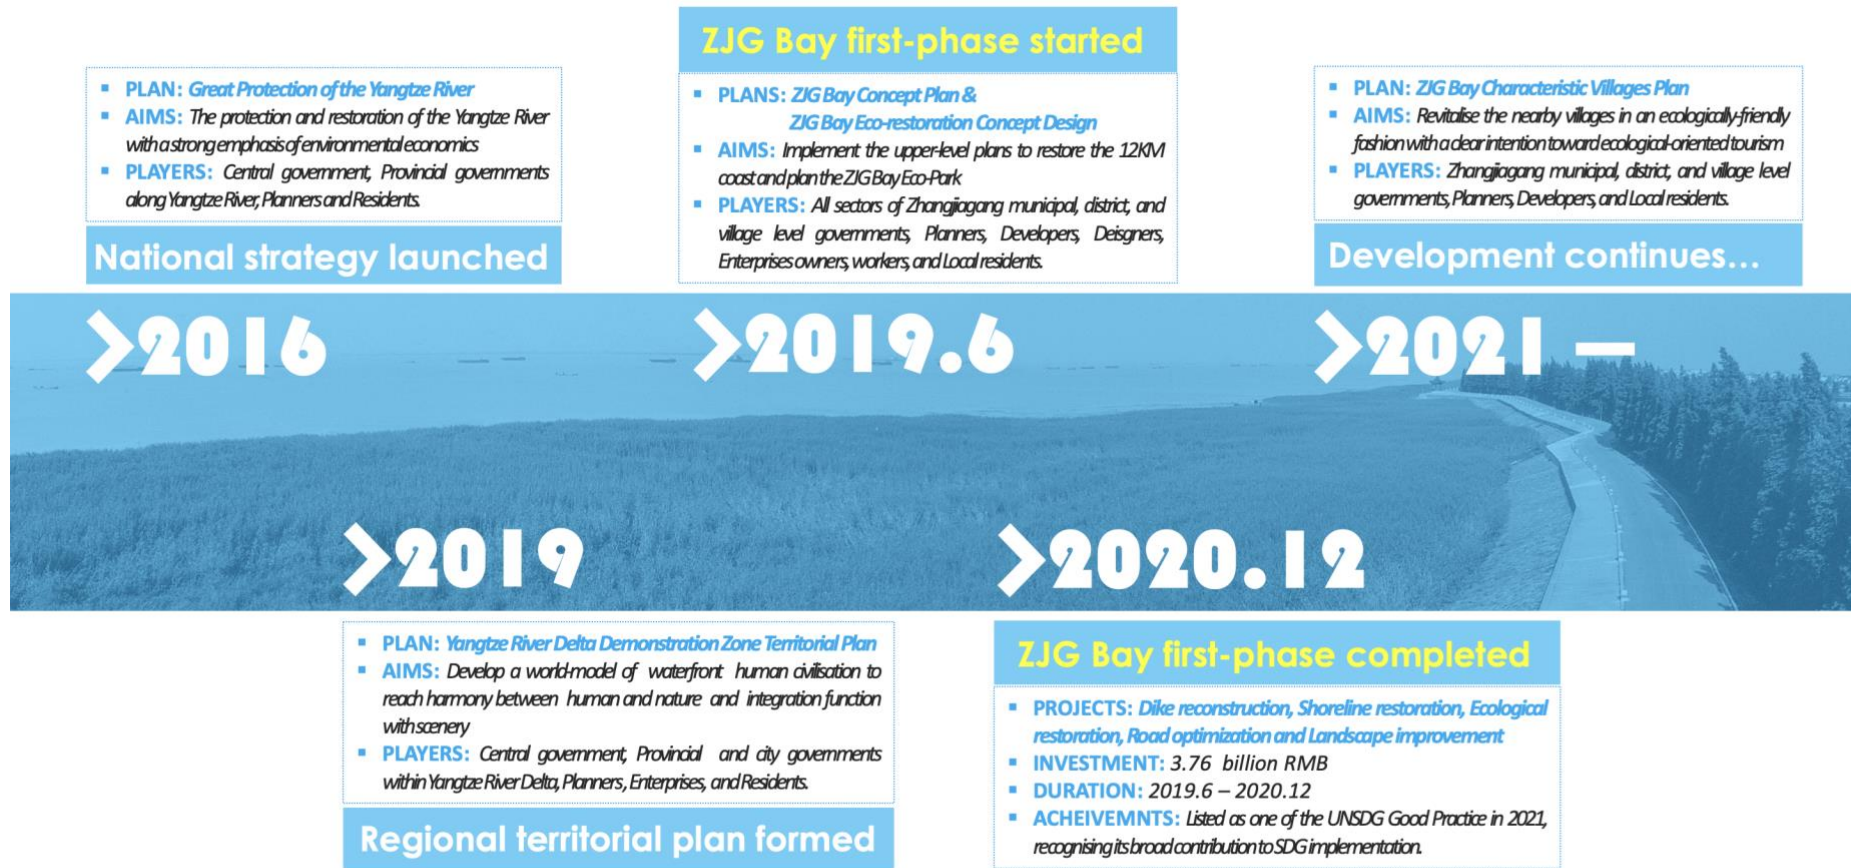 National strategy launched
▪ PLAN: Great Protection of the Yangtze River
▪ AIMS: The protection and restoration of the Yangtze River
with a strong emphasis of environmental economics
▪ PLAYERS: Central government, Provincial governments
along Yangtze River, Planners and Residents.
>2016
▪ PLAN: Yangtze River Delta Demonstration Zone Territorial Plan
▪ AIMS: Develop a world-model of waterfront human civilisation to
reach harmony between human and nature and integration function
with scenery
▪ PLAYERS: Central government, Provincial and city governments
within Yangtze River Delta, Planners, Enterprises, and Residents.
Regional territorial plan formed
>2019
ZJG Bay first-phase started
▪ PLANS: ZJG Bay Concept Plan &
ZJG Bay Eco-restoration Concept Design
▪ AIMS: Implement the upper-level plans to restore the 12KM
coast and plan the ZJG Bay Eco-Park
▪ PLAYERS: All sectors of Zhangjiagang municipal, district, and
village level governments, Planners, Developers, Deisgners,
Enterprises owners, workers, and Local residents.
>2019.6
>2020.12
ZJG Bay first-phase completed
▪ PROJECTS: Dike reconstruction, Shoreline restoration, Ecological
restoration, Road optimization and Landscape improvement
▪ INVESTMENT: 3.76 billion RMB
▪ DURATION: 2019.6 – 2020.12
▪ ACHEIVEMNTS: Listed as one of the UNSDG Good Practice in 2021,
recognising its broad contribution to SDG implementation.
▪ PLAN: ZJG Bay Characteristic Villages Plan
▪ AIMS: Revitalise the nearby villages in an ecologically-friendly
fashion with a clear intention toward ecological-oriented tourism
▪ PLAYERS: Zhangjiagang municipal, district, and village level
governments, Planners, Developers, and Local residents.
Development continues...
>2021 —